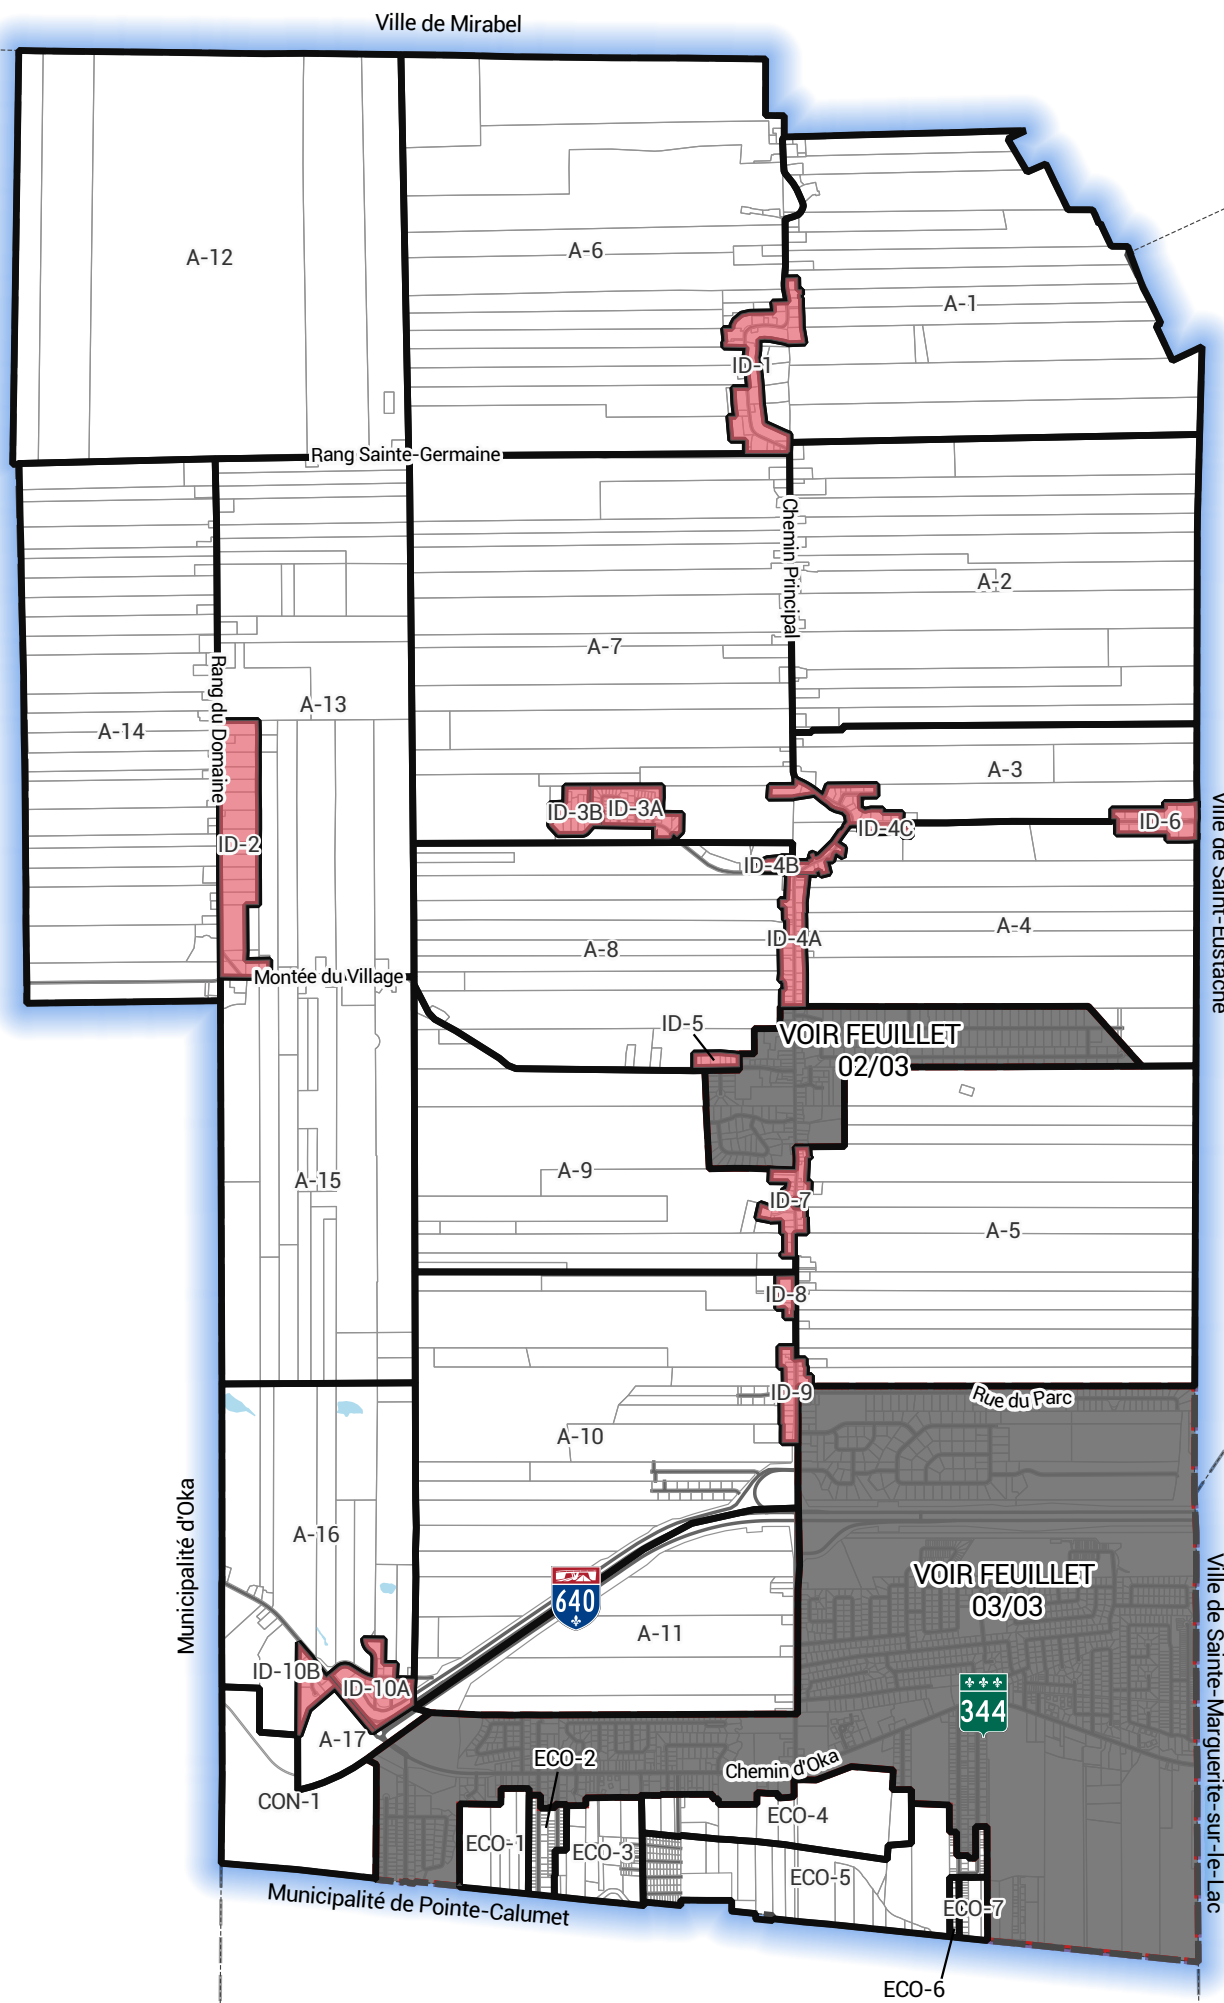 Ville de Mirabel
A-12
A-6
A-1
ID-1
Rang Sainte-Germaine
Chemin Principal
A-2
A-7
Rang du Domaine
A-13
A-14
A-3
ID-3B
ID-3A
ID-4C
ID-6
Ville de Saint-Eustache
ID-2
ID-4B
A-4
ID-4A
A-8
Montée du Village
ID-5
VOIR FEUILLET
02/03
A-9
A-15
ID-7
A-5
ID-8
ID-9
Rue du Parc
A-10
Municipalité d'Oka
A-16
VOIR FEUILLET
03/03
640
A-11
Ville de Sainte-Marguerite-sur-le-Lac
ID-10B
ID-10A
344
A-17
ECO-2
Chemin d'Oka
CON-1
ECO-4
ECO-1
ECO-3
ECO-5
Municipalité de Pointe-Calumet
ECO-7
ECO-6